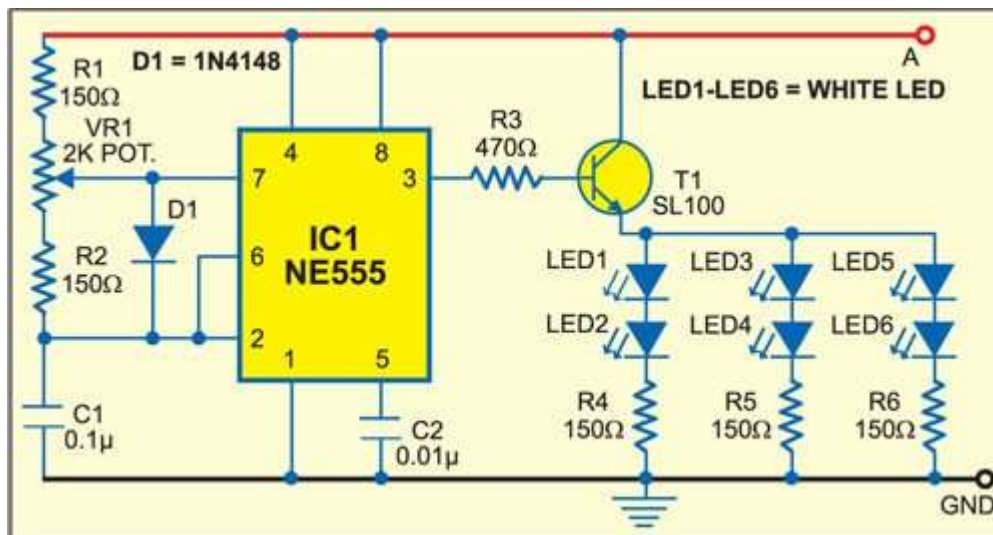 R1
150Ω
D1 = 1N4148
A
LED1-LED6 = WHITE LED
VR1
2K POT.
R3
470Ω
4
8
7
3
T1
SL100
D1
IC1
NE555
R2
150Ω
6
2
1
5
LED1
LED3
LED5
LED2
LED4
LED6
C1
0.1µ
C2
0.01µ
R4
150Ω
R5
150Ω
R6
150Ω
GND